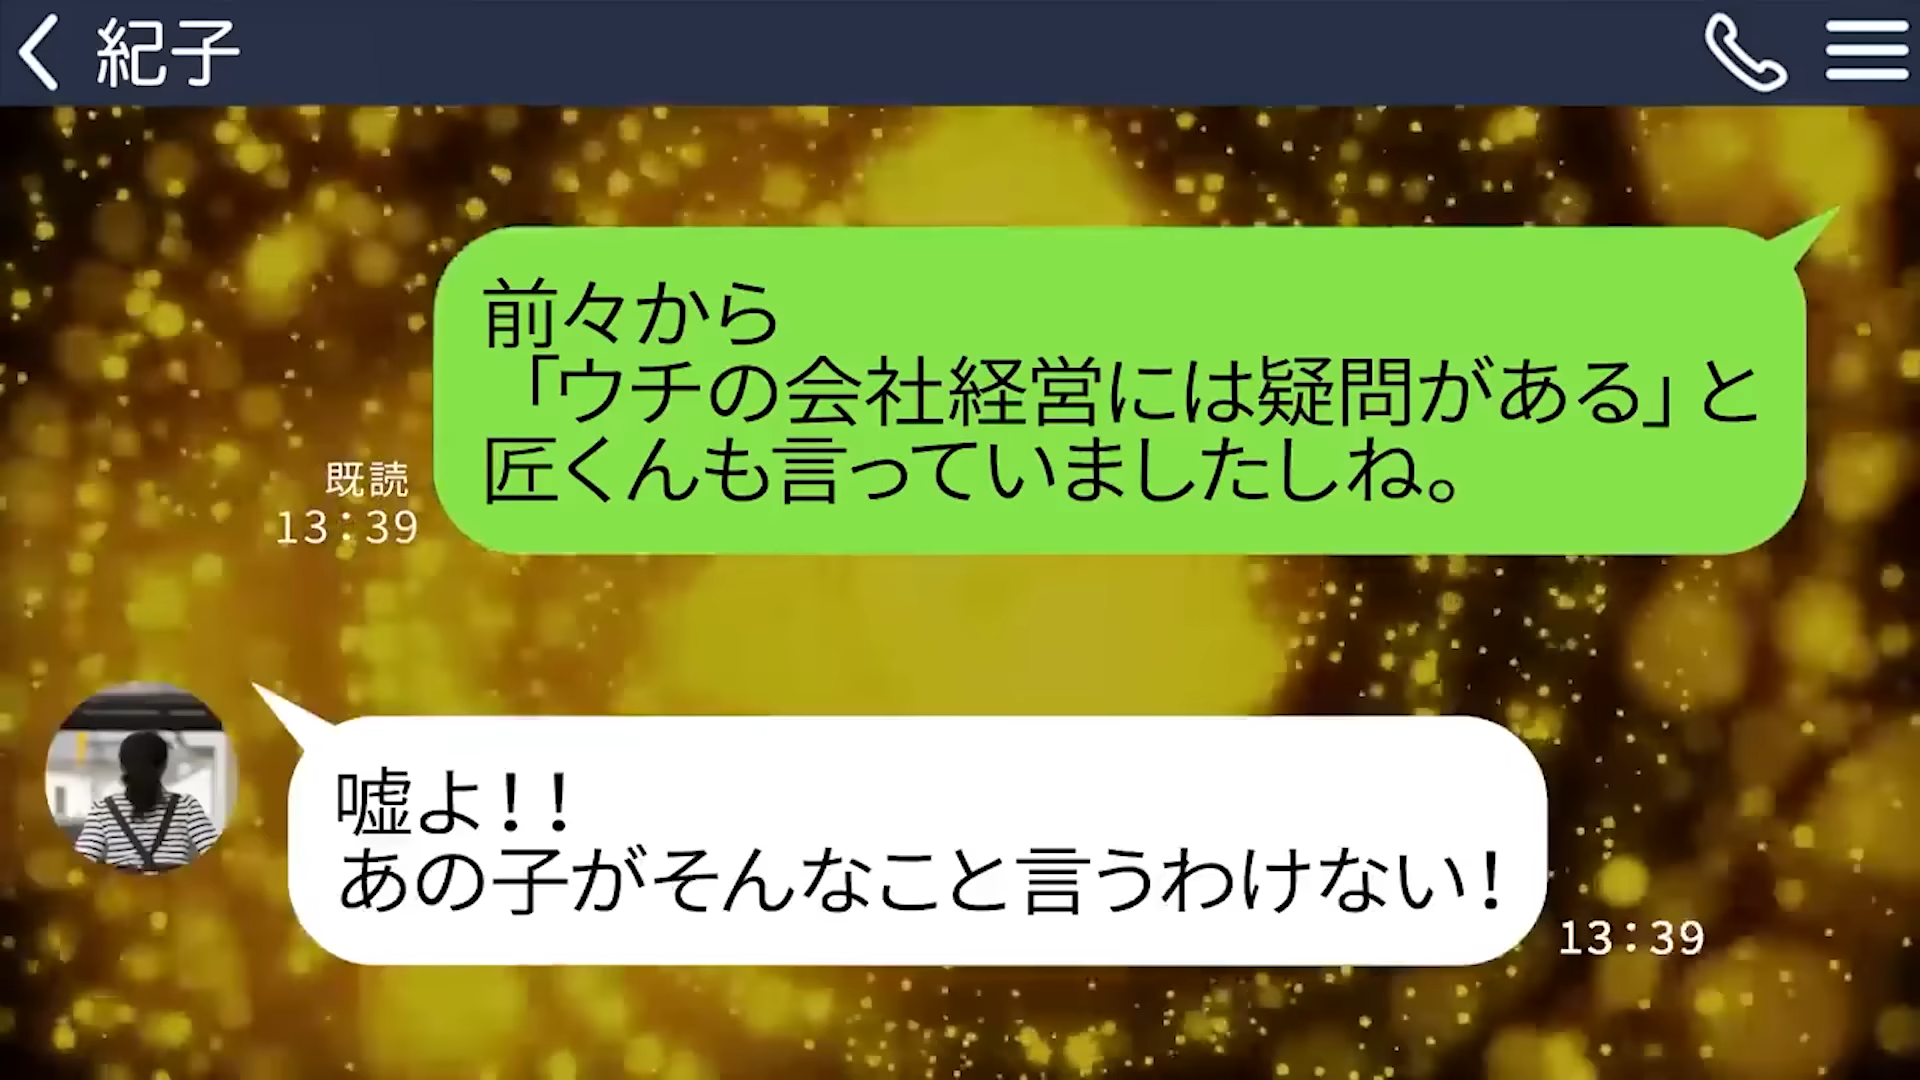 紀子
前々から
「ウチの会社経営には疑問がある」と
匠くんも言っていましたしね。
既読
13:39
嘘よ！！
あの子がそんなこと言うわけない！
13:39